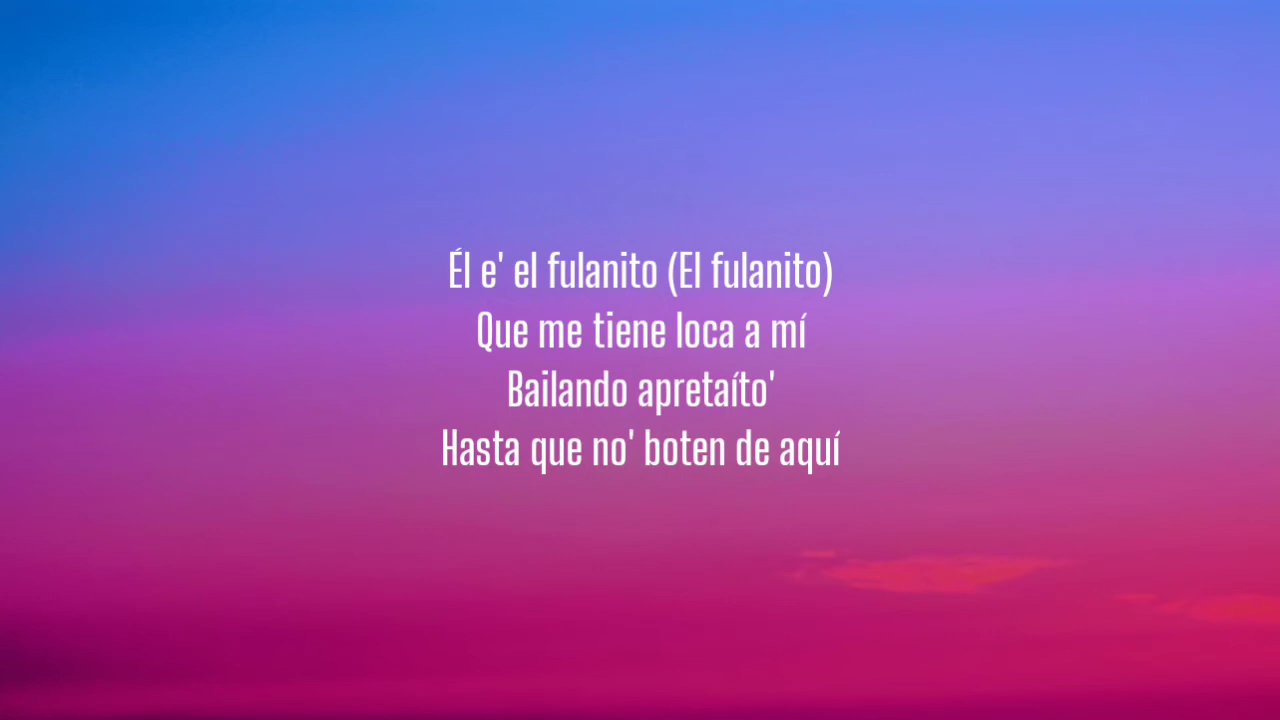 Él e' el fulanito (El fulanito)
Que me tiene loca a mí
Bailando apretaíto'
Hasta que no' boten de aquí